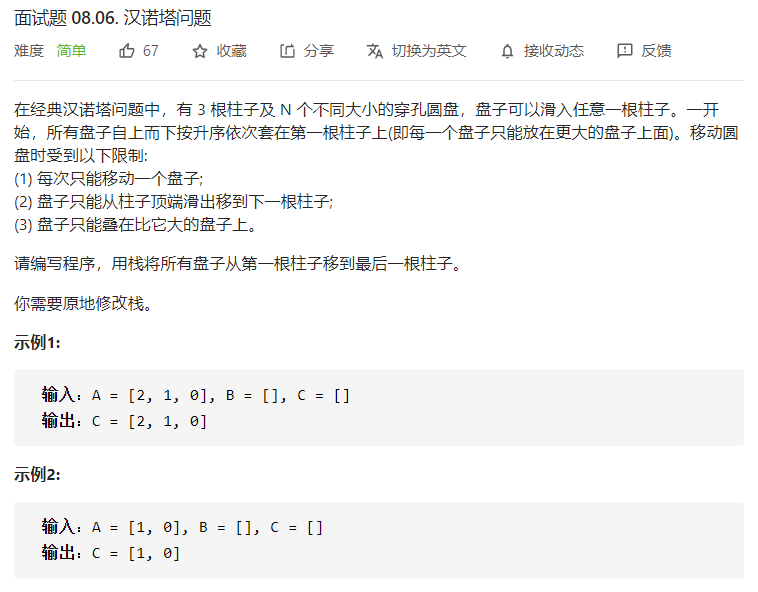 面试题 08.06. 汉诺塔问题
难度 简单 67 收藏 分享 切换为英文 接收动态 反馈
在经典汉诺塔问题中，有 3 根柱子及 N 个不同大小的穿孔圆盘，盘子可以滑入任意一根柱子。一开
始，所有盘子自上而下按升序依次套在第一根柱子上(即每一个盘子只能放在更大的盘子上面)。移动圆
盘时受到以下限制:
(1) 每次只能移动一个盘子;
(2) 盘子只能从柱子顶端滑出移到下一根柱子;
(3) 盘子只能叠在比它大的盘子上。
请编写程序，用栈将所有盘子从第一根柱子移到最后一根柱子。
你需要原地修改栈。
示例1:
输入：A = [2, 1, 0], B = [], C = []
输出：C = [2, 1, 0]
示例2:
输入：A = [1, 0], B = [], C = []
输出：C = [1, 0]